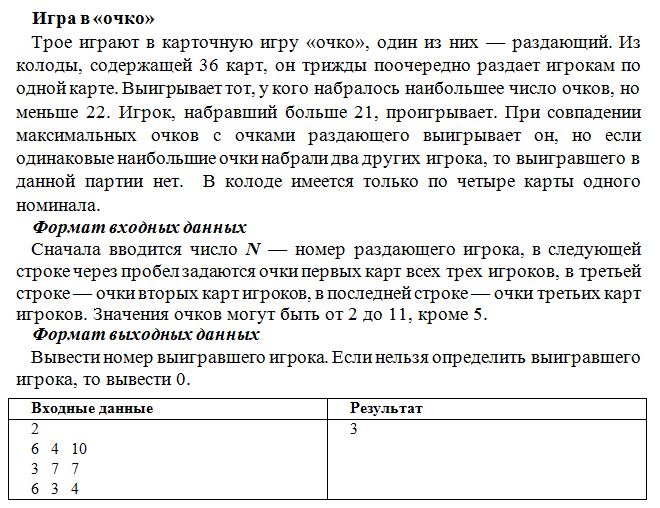 Игра в «очко»
Трое играют в карточную игру «очко», один из них — раздающий. Из
колоды, содержащей 36 карт, он трижды поочередно раздает игрокам по
одной карте. Выигрывает тот, у кого набралось наибольшее число очков, но
меньше 22. Игрок, набравший больше 21, проигрывает. При совпадении
максимальных очков с очками раздающего выигрывает он, но если
одинаковые наибольшие очки набрали два других игрока, то выигравшего в
данной партии нет. В колоде имеется только по четыре карты одного
номинала.
Формат входных данных
Сначала вводится число N — номер раздающего игрока, в следующей
строке через пробел задаются очки первых карт всех трех игроков, в третьей
строке — очки вторых карт игроков, в последней строке — очки третьих карт
игроков. Значения очков могут быть от 2 до 11, кроме 5.
Формат выходных данных
Вывести номер выигравшего игрока. Если нельзя определить выигравшего
игрока, то вывести 0.
Входные данные Результат
2 3
6 4 10
3 7 7
6 3 4